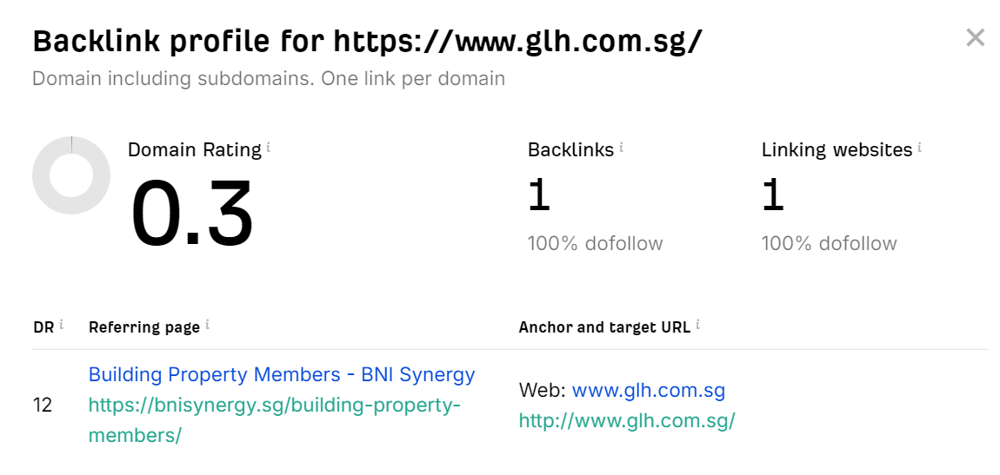 Backlink profile for https://www.glh.com.sg/
Domain including subdomains. One link per domain
Domain Rating i
0.3
Backlinks i
1
100% dofollow
Linking websites i
1
100% dofollow
DR i Referring page i Anchor and target URL i
12
Building Property Members - BNI Synergy
https://bnisynergy.sg/building-property-
members/
Web: www.glh.com.sg
http://www.glh.com.sg/